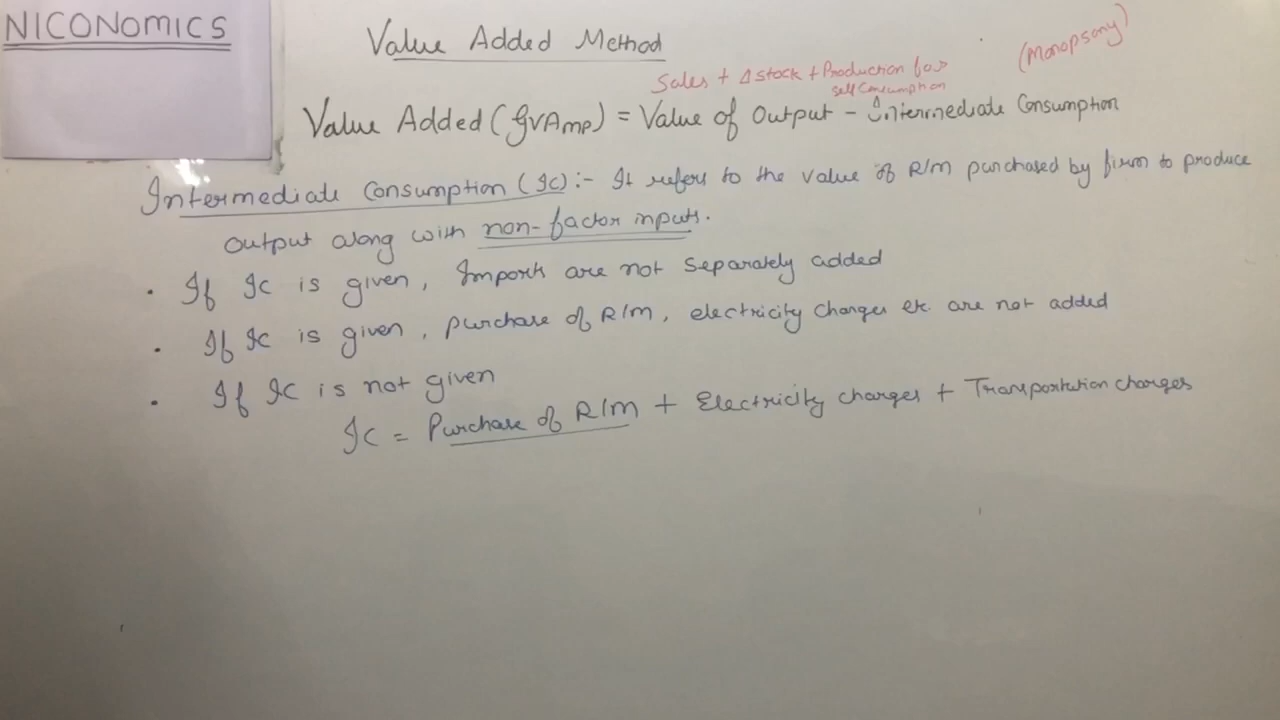 NICONOMICS
Value Added Method
(Monopsony)
Sales + Δ stock + Production for
self Consumption
Value Added (GVAMP) = Value of Output - Intermediate Consumption
Intermediate Consumption (Ic):- It refers to the value of R/M purchased by firm to produce
output along with non-factor inputs.
• If Ic is given, Imports are not separately added
• If Ic is given, purchase of R/M, electricity charges etc. are not added
• If Ic is not given
Ic = Purchase of R/M + Electricity charges + Transportation charges